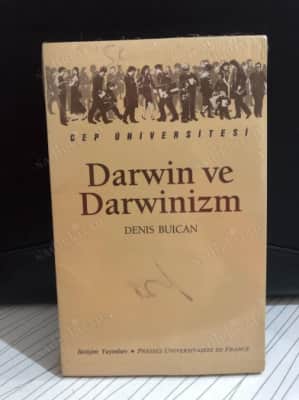 CEP ÜNİVERSİTESİ
Darwin ve
Darwinizm
DENIS BUICAN
İletişim Yayınları • PRESSES UNIVERSITAIRES DE FRANCE